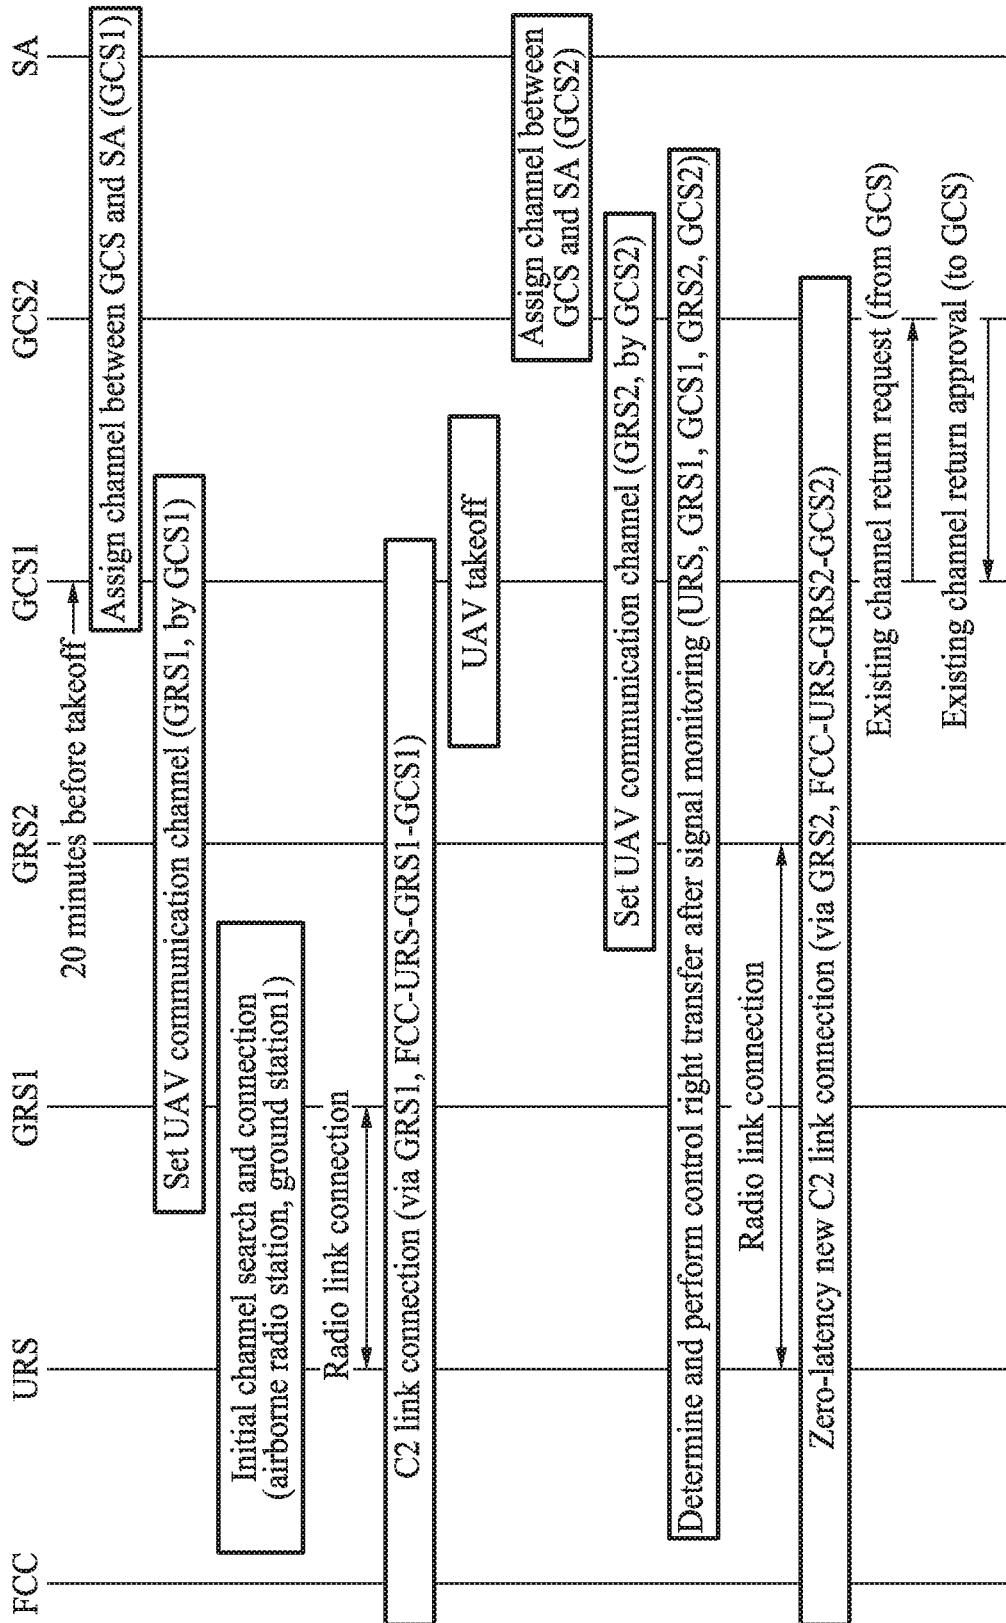 FCC
URS
GRS1
GRS2
GCS1
GCS2
SA
20 minutes before takeoff
Assign channel between GCS and SA (GCS1)
Set UAV communication channel (GRS1, by GCS1)
Initial channel search and connection
(airborne radio station, ground station1)
Radio link connection
C2 link connection (via GRS1, FCC-URS-GRS1-GCS1)
UAV takeoff
Assign channel between
GCS and SA (GCS2)
Set UAV communication channel (GRS2, by GCS2)
Determine and perform control right transfer after signal monitoring (URS, GRS1, GCS1, GRS2, GCS2)
Radio link connection
Zero-latency new C2 link connection (via GRS2, FCC-URS-GRS2-GCS2)
Existing channel return request (from GCS)
Existing channel return approval (to GCS)